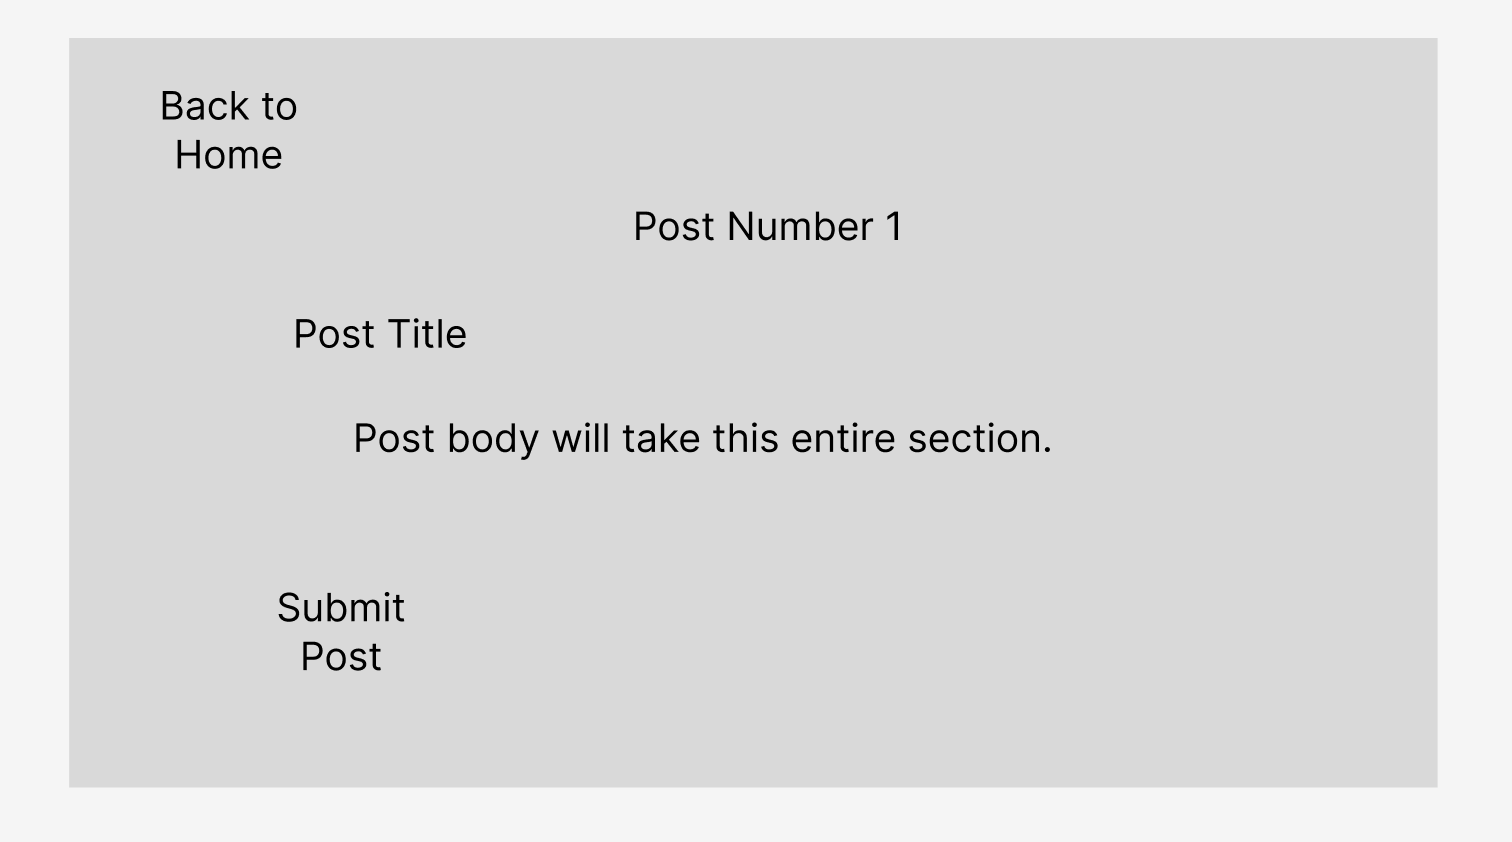 Back to
Home
Post Number 1
Post Title
Post body will take this entire section.
Submit
Post